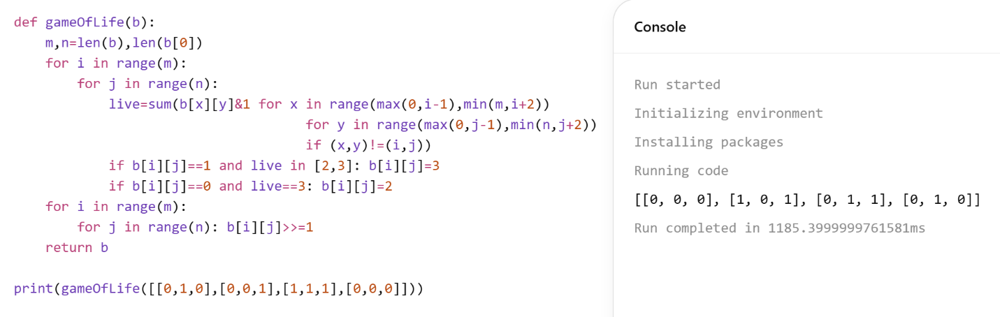 def gameOfLife(b):
    m,n=len(b),len(b[0])
    for i in range(m):
        for j in range(n):
            live=sum(b[x][y]&1 for x in range(max(0,i-1),min(m,i+2))
                                     for y in range(max(0,j-1),min(n,j+2))
                                     if (x,y)!=(i,j))
            if b[i][j]==1 and live in [2,3]: b[i][j]=3
            if b[i][j]==0 and live==3: b[i][j]=2
    for i in range(m):
        for j in range(n): b[i][j]>>=1
    return b
print(gameOfLife([[0,1,0],[0,0,1],[1,1,1],[0,0,0]]))
Console
Run started
Initializing environment
Installing packages
Running code
[[0, 0, 0], [1, 0, 1], [0, 1, 1], [0, 1, 0]]
Run completed in 1185.3999999761581ms